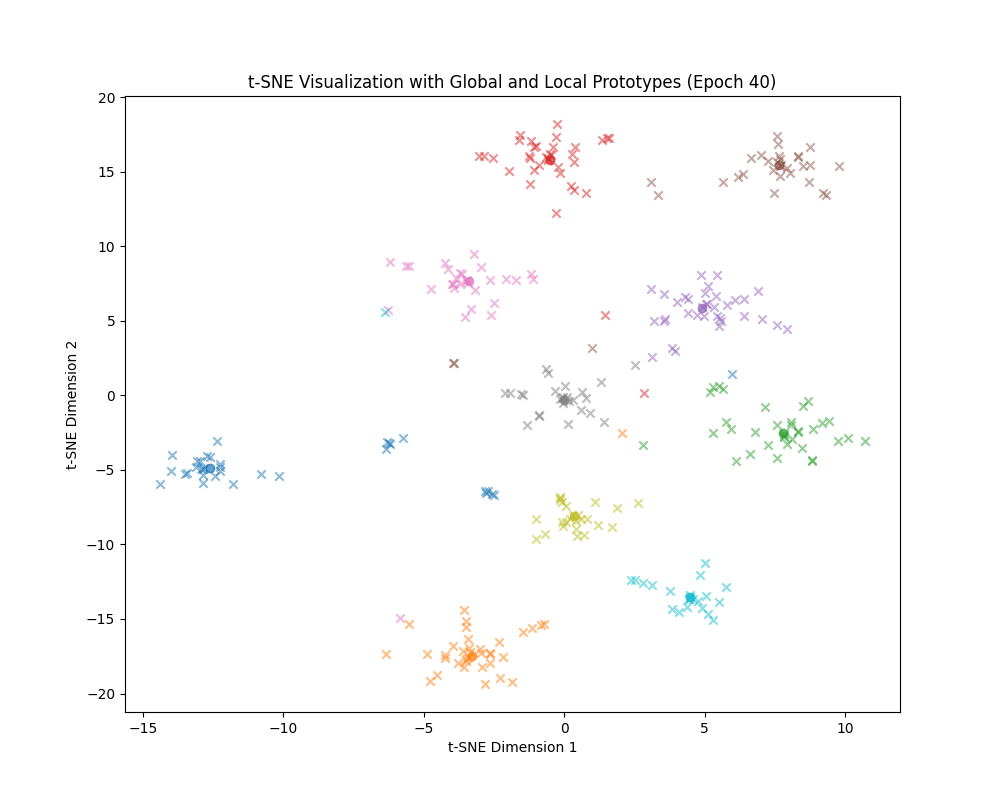 t-SNE Visualization with Global and Local Prototypes (Epoch 40)
20
15
10
5
0
−5
−10
−15
−20
t-SNE Dimension 2
−15 −10 −5 0 5 10
t-SNE Dimension 1